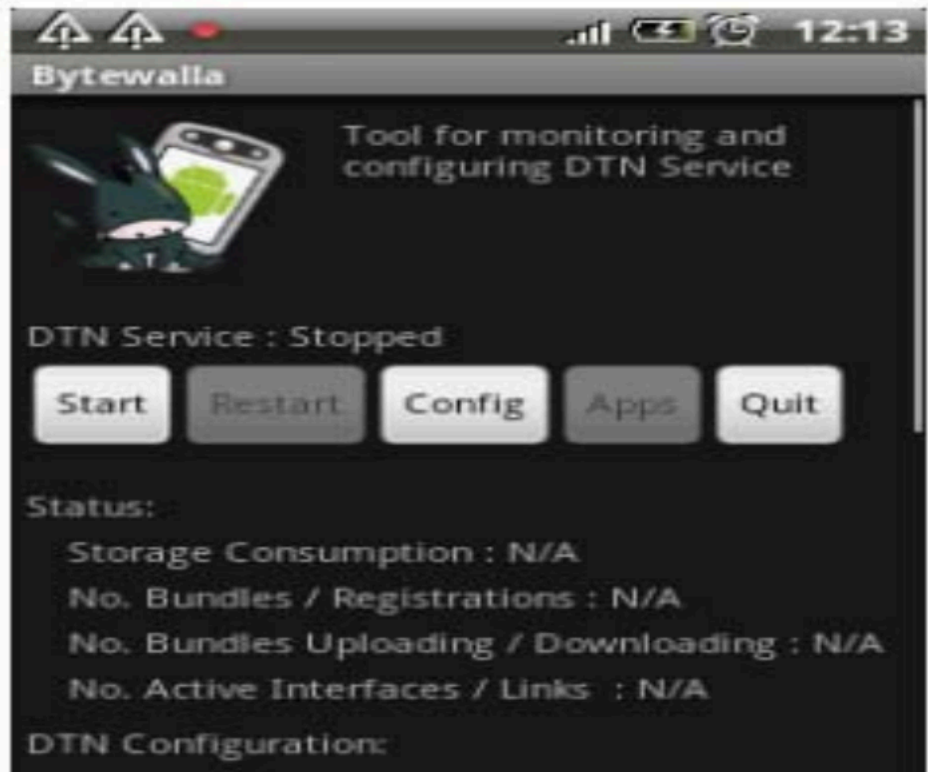 12:13
Bytewalla
Tool for monitoring and
configuring DTN Service
DTN Service : Stopped
Start Restart Config Apps Quit
Status:
Storage Consumption : N/A
No. Bundles / Registrations : N/A
No. Bundles Uploading / Downloading : N/A
No. Active Interfaces / Links : N/A
DTN Configuration: